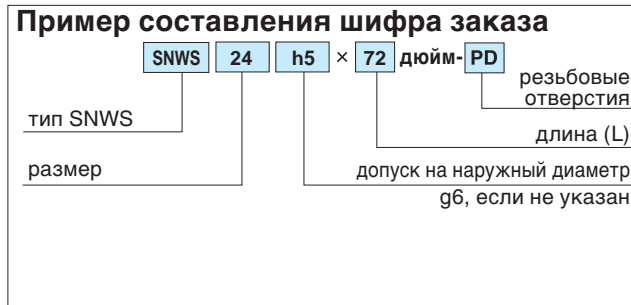 Пример составления шифра заказа
SNWS 24 h5 × 72 дюйм- PD
резьбовые
отверстия
тип SNWS
длина (L)
размер
допуск на наружный диаметр
g6, если не указан